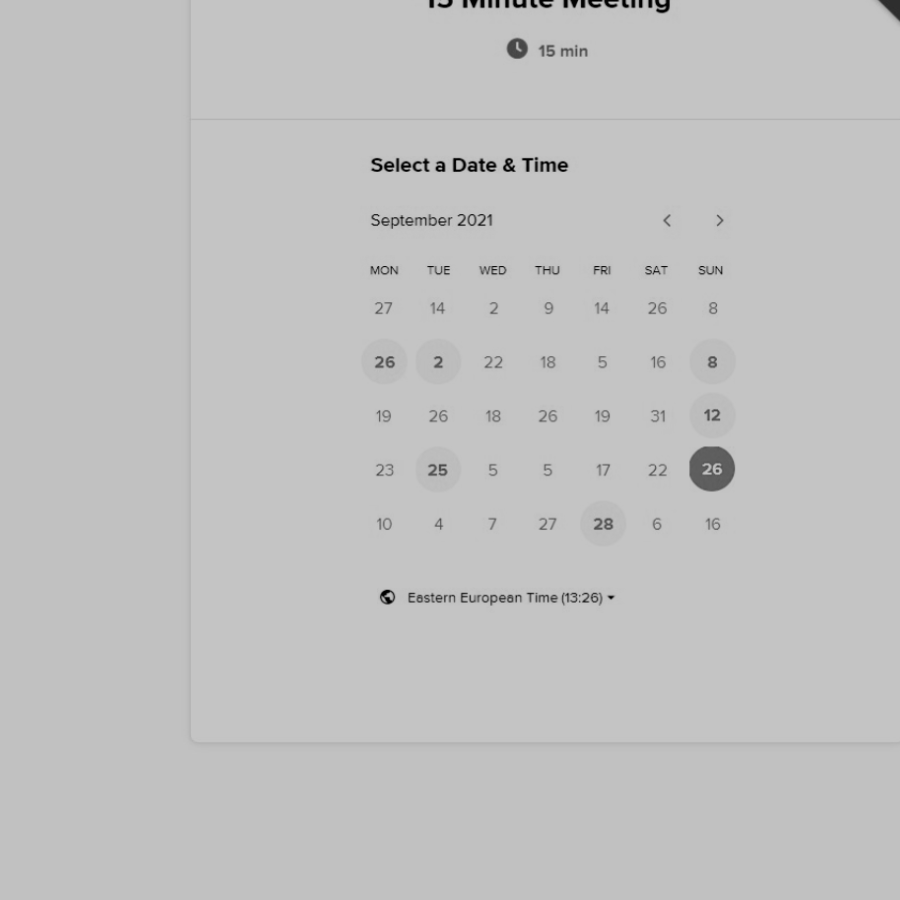 15 Minute Meeting
15 min
Select a Date & Time
September 2021
MON TUE WED THU FRI SAT SUN
27 14 2 9 14 26 8
26 2 22 18 5 16 8
19 26 18 26 19 31 12
23 25 5 5 17 22 26
10 4 7 27 28 6 16
Eastern European Time (13:26)